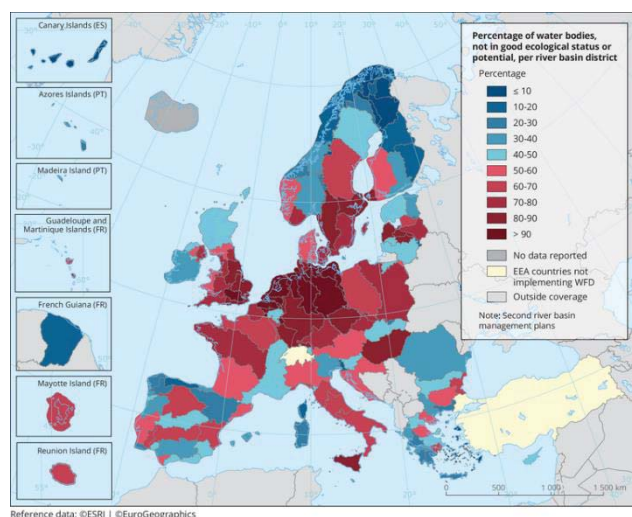 Canary Islands (ES)
Azores Islands (PT)
Madeira Island (PT)
Guadeloupe and
Martinique Islands (FR)
French Guiana (FR)
Mayotte Island (FR)
Reunion Island (FR)
Percentage of water bodies,
not in good ecological status or
potential, per river basin district
Percentage
≤ 10
10-20
20-30
30-40
40-50
50-60
60-70
70-80
80-90
> 90
No data reported
EEA countries not
implementing WFD
Outside coverage
Note: Second river basin
management plans
0 500 1 000 1 500 km
Reference data: ©ESRI | ©EuroGeographics